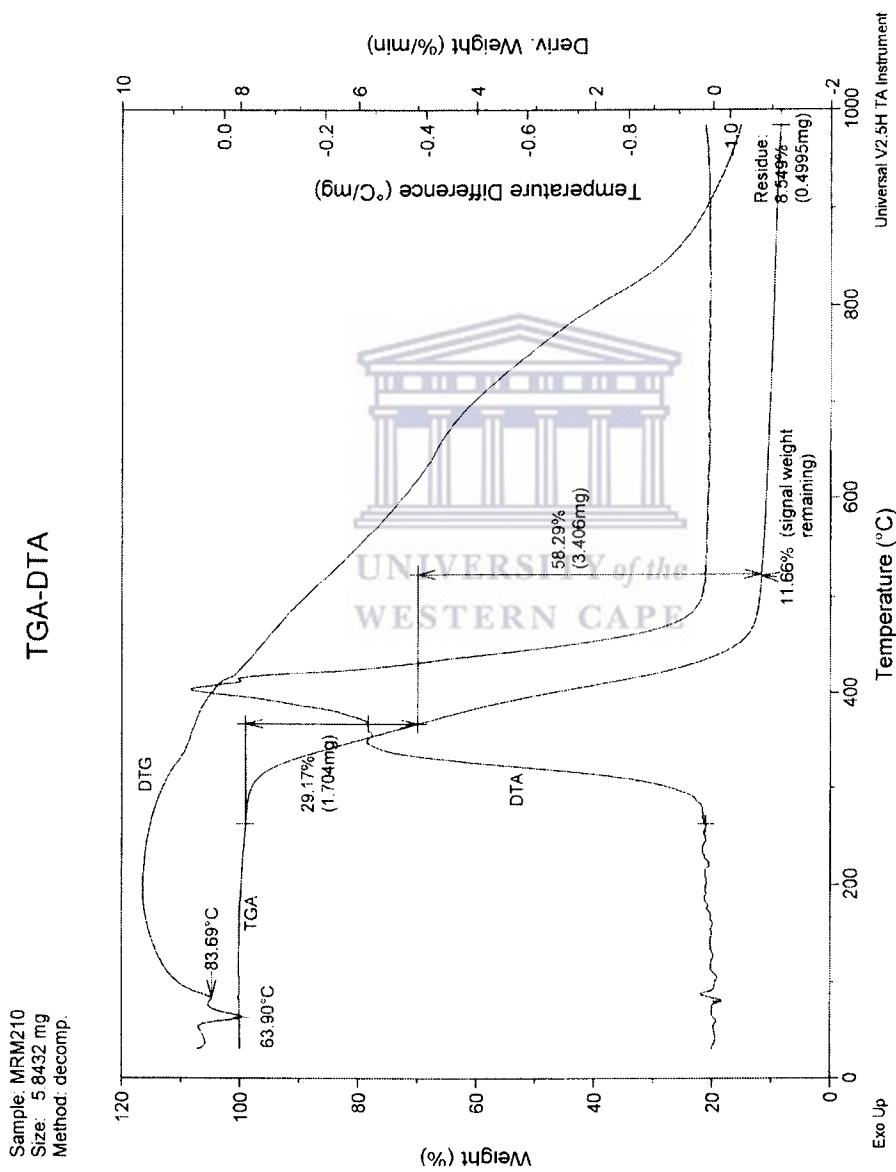 Sample: MRM210
Size: 5.8432 mg
Method: decomp.
TGA-DTA
120
100
80
60
40
20
0
Weight (%)
0
200
400
600
800
1000
Temperature (°C)
0.0
-0.2
-0.4
-0.6
-0.8
-1.0
Temperature Difference (°C/mg)
10
8
6
4
2
0
-2
Deriv. Weight (%/min)
DTG
83.69°C
63.90°C
TGA
29.17%
(1.704mg)
DTA
58.29%
(3.406mg)
11.66% (signal weight
remaining)
Residue:
8.549%
(0.4995mg)
UNIVERSITY of the
WESTERN CAPE
Exo Up
Universal V2.5H TA Instrument